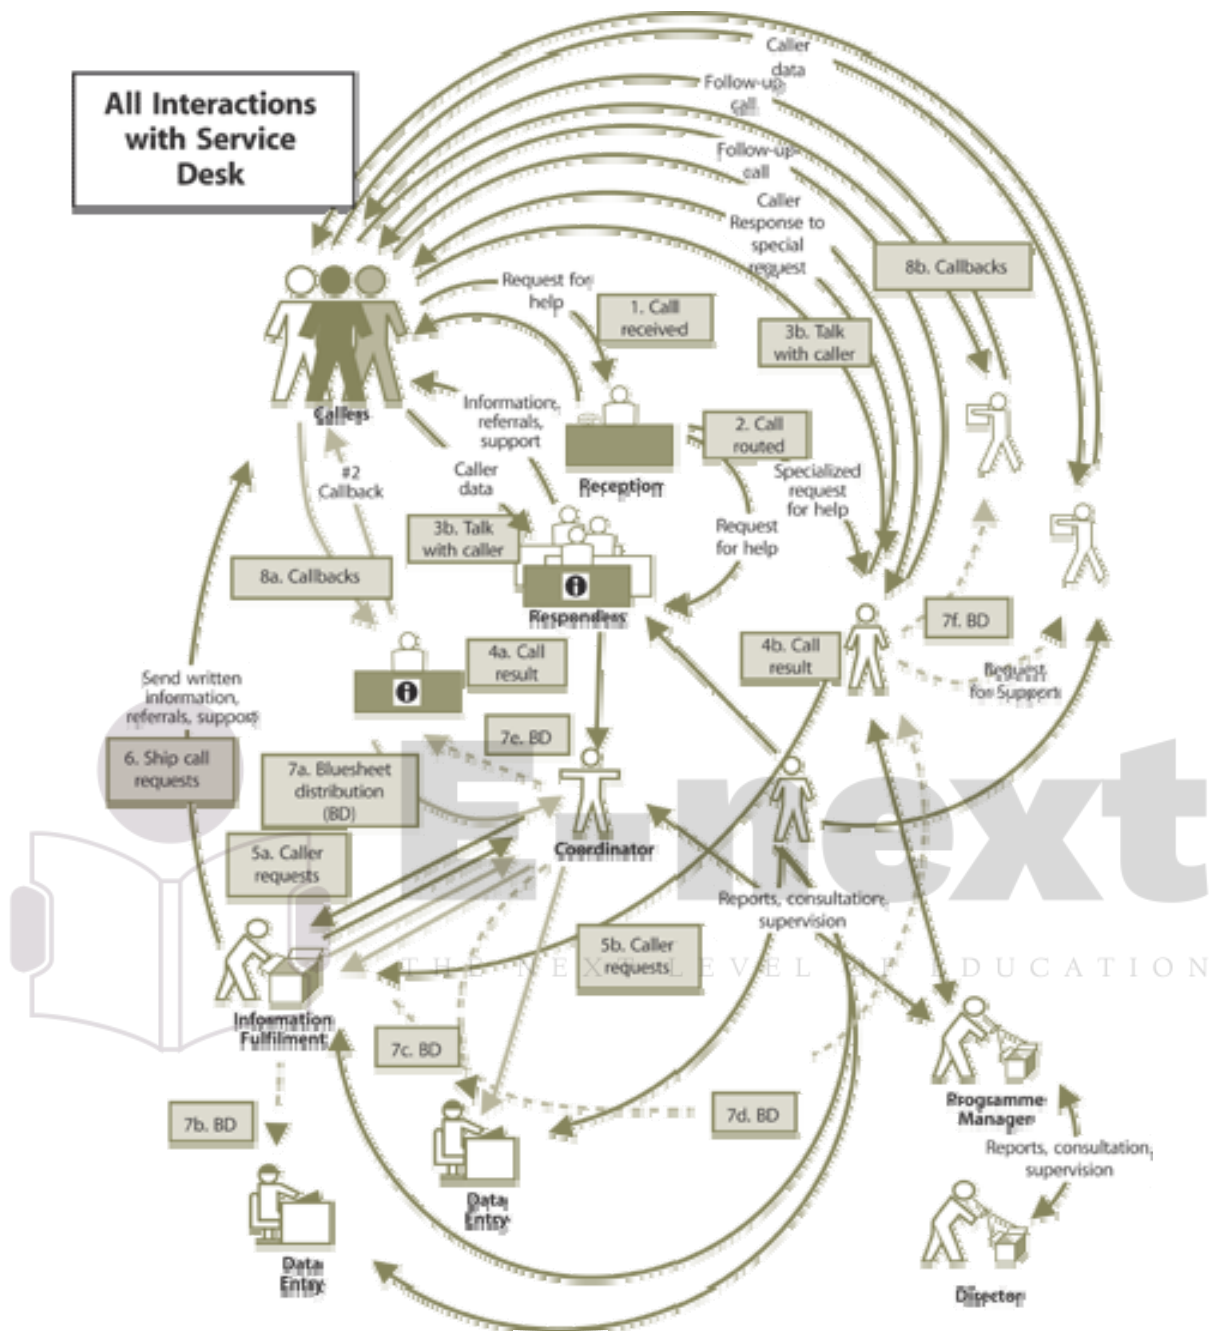 All Interactions
with Service
Desk
Caller
data
Follow-up
call
Follow-up
call
Caller
Response to
special
request
8b. Callbacks
Request for
help
1. Calll
received
3b. Talk
with caller
Callers
Information,
referrals,
support
2. Call
routed
#2
Callback
Caller
data
Reception
Specialized
request
for help
3b. Talk
with caller
Request
for help
8a. Callbacks
Responders
7f. BD
4a. Call
result
4b. Call
result
Request
for Support
Send written
information,
referrals, support
7e. BD
6. Ship call
requests
7a. Bluesheet
distribution
(BD)
E-next
Coordinator
5a. Caller
requests
Reports, consultation,
supervision
5b. Caller
requests
THE NEXT LEVEL OF EDUCATION
Information
Fulfilment
7c. BD
7b. BD
7d. BD
Programme
Manager
Reports, consultation,
supervision
Data
Entry
Data
Entry
Director